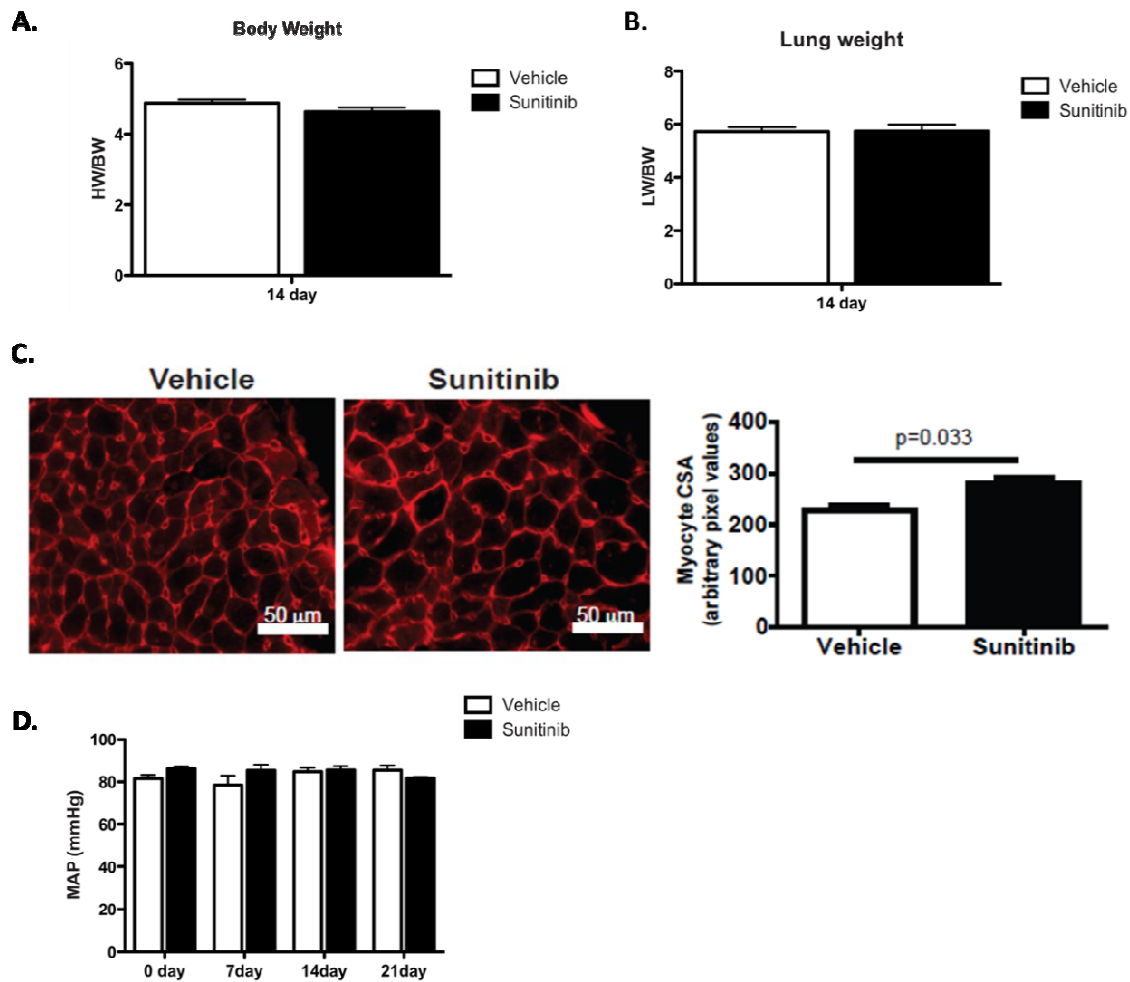 A.
Body Weight
6
4
2
0
HW/BW
14 day
Vehicle
Sunitinib
B.
Lung weight
8
6
4
2
0
LW/BW
14 day
Vehicle
Sunitinib
C.
Vehicle
Sunitinib
50 µm
50 µm
400
300
200
100
0
Myocyte CSA
(arbitrary pixel values)
p=0.033
Vehicle
Sunitinib
D.
Vehicle
Sunitinib
100
80
60
40
20
0
MAP (mmHg)
0 day
7day
14day
21day